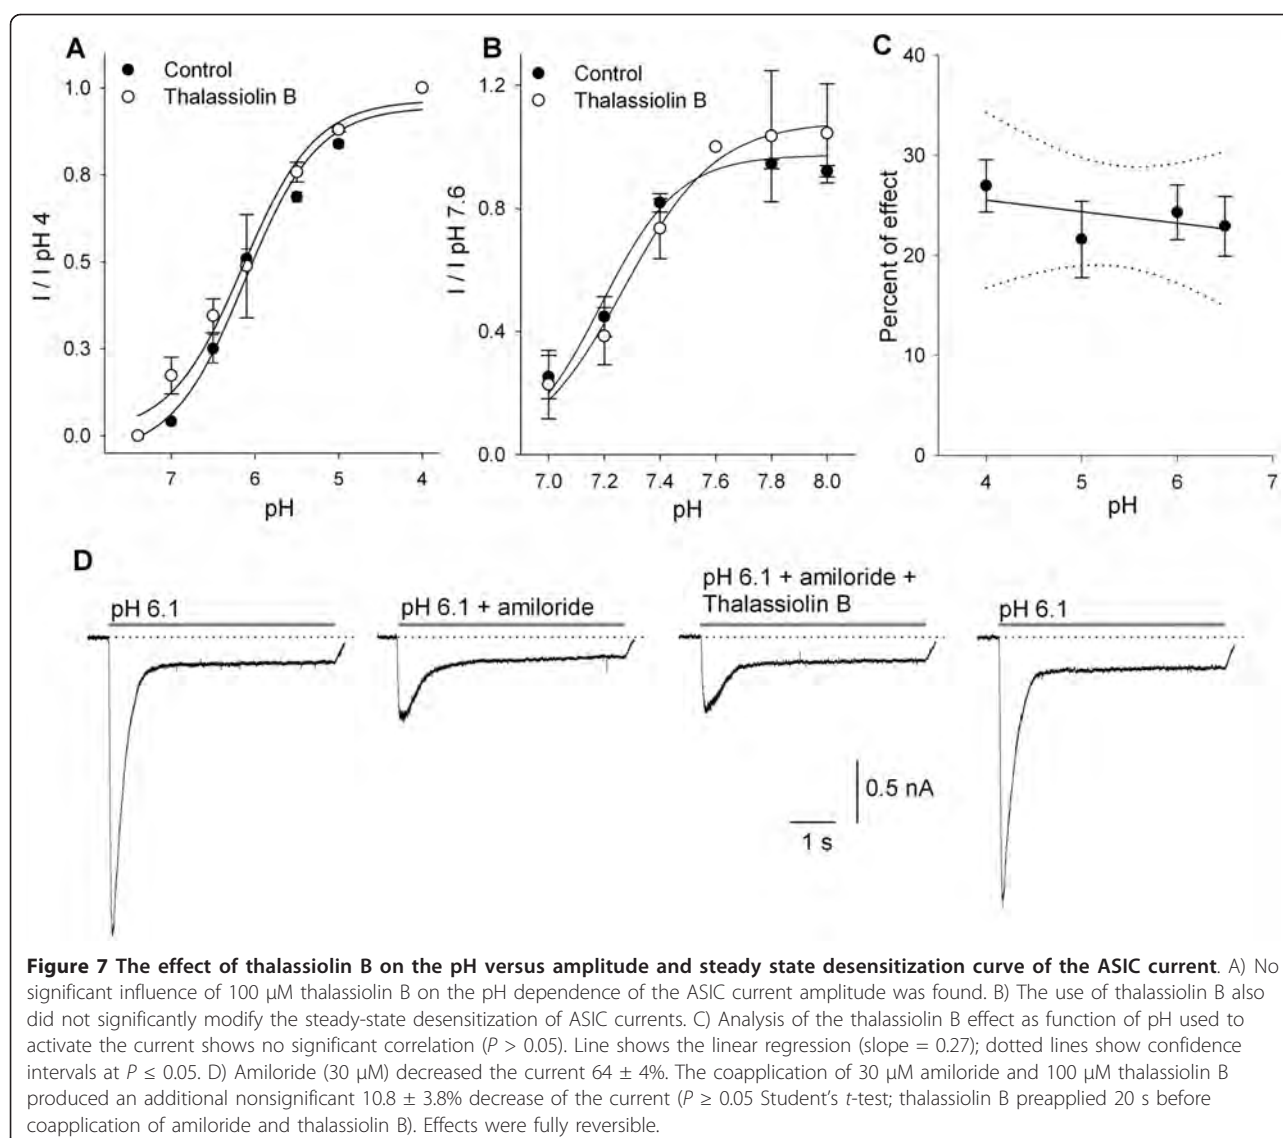 A
Control
Thalassiolin B
1.0
0.8
0.5
0.3
0.0
I / I pH 4
7
6
5
4
pH
B
Control
Thalassiolin B
1.2
0.8
0.4
0.0
I / I pH 7.6
7.0
7.2
7.4
7.6
7.8
8.0
pH
C
40
30
20
10
0
Percent of effect
4
5
6
7
pH
D
pH 6.1
pH 6.1 + amiloride
pH 6.1 + amiloride +
Thalassiolin B
pH 6.1
0.5 nA
1 s
Figure 7 The effect of thalassiolin B on the pH versus amplitude and steady state desensitization curve of the ASIC current. A) No
significant influence of 100 μM thalassiolin B on the pH dependence of the ASIC current amplitude was found. B) The use of thalassiolin B also
did not significantly modify the steady-state desensitization of ASIC currents. C) Analysis of the thalassiolin B effect as function of pH used to
activate the current shows no significant correlation (P > 0.05). Line shows the linear regression (slope = 0.27); dotted lines show confidence
intervals at P ≤ 0.05. D) Amiloride (30 μM) decreased the current 64 ± 4%. The coapplication of 30 μM amiloride and 100 μM thalassiolin B
produced an additional nonsignificant 10.8 ± 3.8% decrease of the current (P ≥ 0.05 Student's t-test; thalassiolin B preapplied 20 s before
coapplication of amiloride and thalassiolin B). Effects were fully reversible.